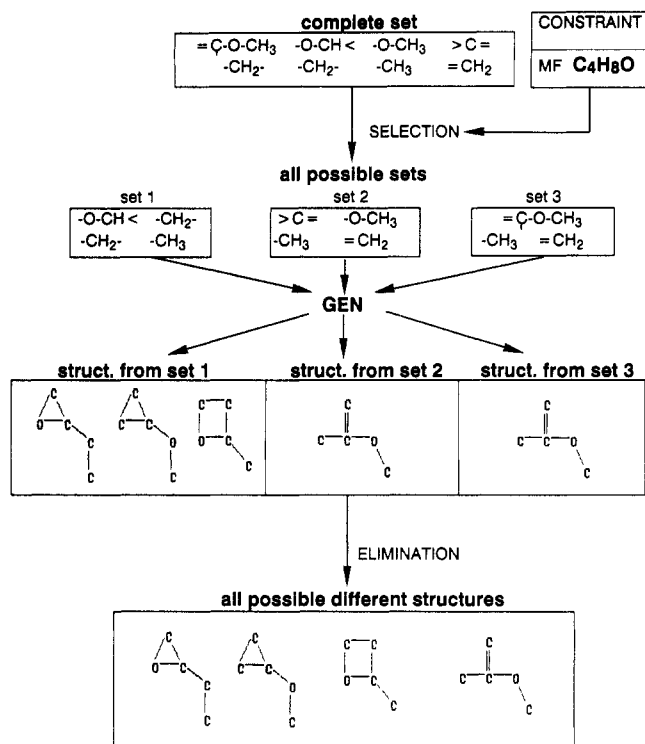 complete set
=C-O-CH3 -O-CH< -O-CH3 >C=
-CH2- -CH2- -CH3 =CH2
CONSTRAINT
MF C4H8O
SELECTION
all possible sets
set 1 set 2 set 3
-O-CH< -CH2- >C= -O-CH3 =C-O-CH3
-CH2- -CH3 -CH3 =CH2 -CH3 =CH2
GEN
struct. from set 1 struct. from set 2 struct. from set 3
C C C C C C
O C C C O C C C O C C O
C O C
C C C C
ELIMINATION
all possible different structures
C C C C C
O C C C O C C C O
C O C C
C C